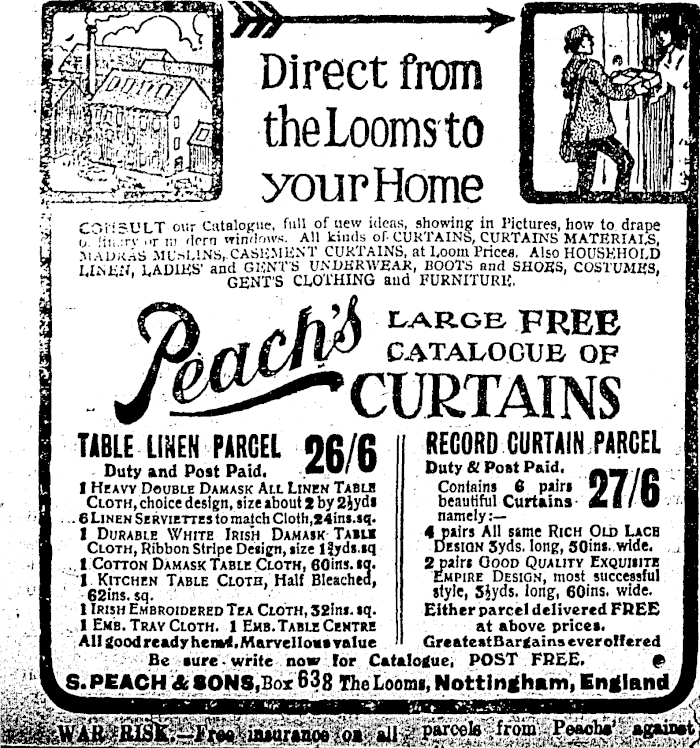 Direct from
the Looms to
your Home
CONSULT our Catalogue, full of new ideas, showing in Pictures, how to drape
ordinary or modern windows. All kinds of CURTAINS, CURTAINS MATERIALS,
MADRAS MUSLINS, CASEMENT CURTAINS, at Loom Prices. Also HOUSEHOLD
LINEN, LADIES' and GENT'S UNDERWEAR, BOOTS and SHOES, COSTUMES,
GENT'S CLOTHING and FURNITURE.
Peach's LARGE FREE
CATALOGUE OF
CURTAINS
TABLE LINEN PARCEL 26/6
Duty and Post Paid.
1 HEAVY DOUBLE DAMASK ALL LINEN TABLE
CLOTH, choice design, size about 2 by 2½yds
6 LINEN SERVIETTES to match Cloth, 24ins. sq.
1 DURABLE WHITE IRISH DAMASK TABLE
CLOTH, Ribbon Stripe Design, size 1¾yds. sq
1 COTTON DAMASK TABLE CLOTH, 60ins. sq.
1 KITCHEN TABLE CLOTH, Half Bleached,
62ins. sq.
1 IRISH EMBROIDERED TEA CLOTH, 32ins. sq.
1 EMB. TRAY CLOTH. 1 EMB. TABLE CENTRE
All good ready hemd. Marvellous value
RECORD CURTAIN PARCEL
Duty & Post Paid.
Contains 6 pairs
beautiful Curtains 27/6
namely:—
4 pairs All same RICH OLD LACE
DESIGN 3yds. long, 50ins. wide.
2 pairs GOOD QUALITY EXQUISITE
EMPIRE DESIGN, most successful
style, 3½yds. long, 60ins. wide.
Either parcel delivered FREE
at above prices.
Greatest Bargains ever offered
Be sure write now for Catalogue, POST FREE.
S. PEACH & SONS, Box 638 The Looms, Nottingham, England
WAR RISK.—Free insurance on all parcels from Peachs' against